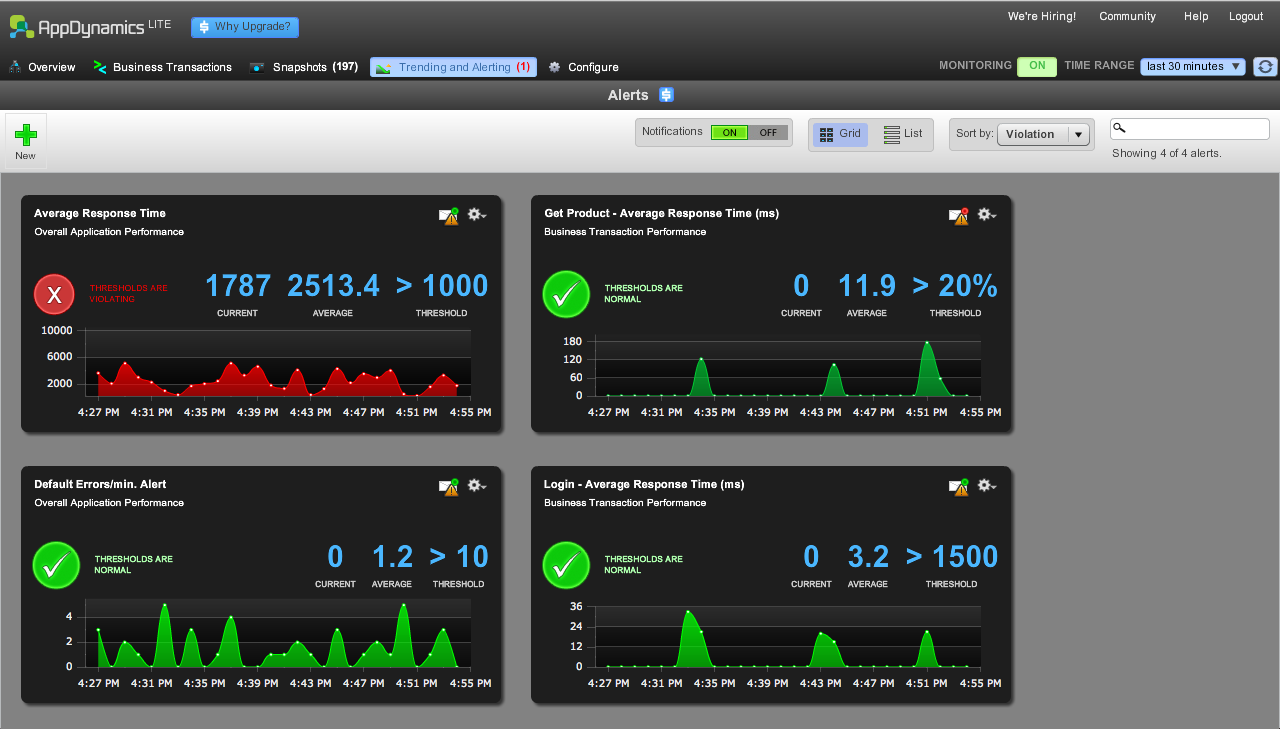 AppDynamics LITE
$ Why Upgrade?
We're Hiring! Community Help Logout
Overview Business Transactions Snapshots (197) Trending and Alerting (1) Configure
MONITORING ON TIME RANGE last 30 minutes
Alerts $
New
Notifications ON OFF
Grid List
Sort by: Violation
Showing 4 of 4 alerts.
Average Response Time
Overall Application Performance
X
THRESHOLDS ARE
VIOLATING
1787 2513.4 > 1000
CURRENT AVERAGE THRESHOLD
10000
6000
2000
4:27 PM 4:31 PM 4:35 PM 4:39 PM 4:43 PM 4:47 PM 4:51 PM 4:55 PM
Get Product - Average Response Time (ms)
Business Transaction Performance
THRESHOLDS ARE
NORMAL
0 11.9 > 20%
CURRENT AVERAGE THRESHOLD
180
120
60
0
4:27 PM 4:31 PM 4:35 PM 4:39 PM 4:43 PM 4:47 PM 4:51 PM 4:55 PM
Default Errors/min. Alert
Overall Application Performance
THRESHOLDS ARE
NORMAL
0 1.2 > 10
CURRENT AVERAGE THRESHOLD
4
2
0
4:27 PM 4:31 PM 4:35 PM 4:39 PM 4:43 PM 4:47 PM 4:51 PM 4:55 PM
Login - Average Response Time (ms)
Business Transaction Performance
THRESHOLDS ARE
NORMAL
0 3.2 > 1500
CURRENT AVERAGE THRESHOLD
36
24
12
0
4:27 PM 4:31 PM 4:35 PM 4:39 PM 4:43 PM 4:47 PM 4:51 PM 4:55 PM